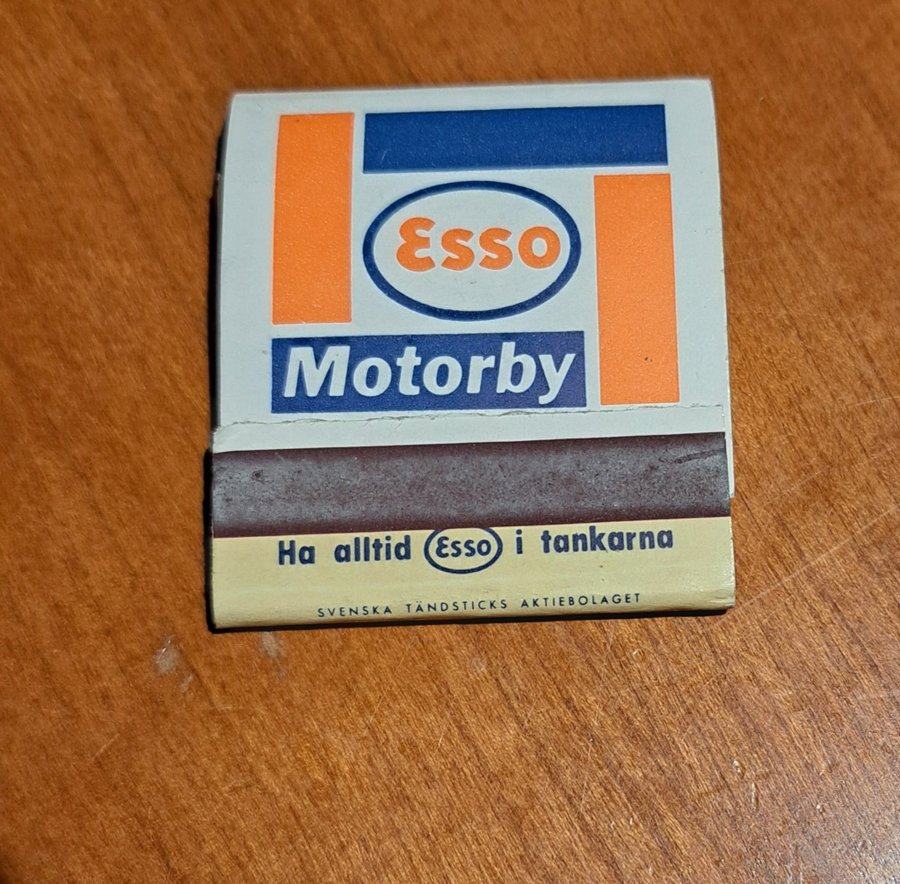 Esso
Motorby
Ha alltid Esso i tankarna
SVENSKA TÄNDSTICKS AKTIEBOLAGET